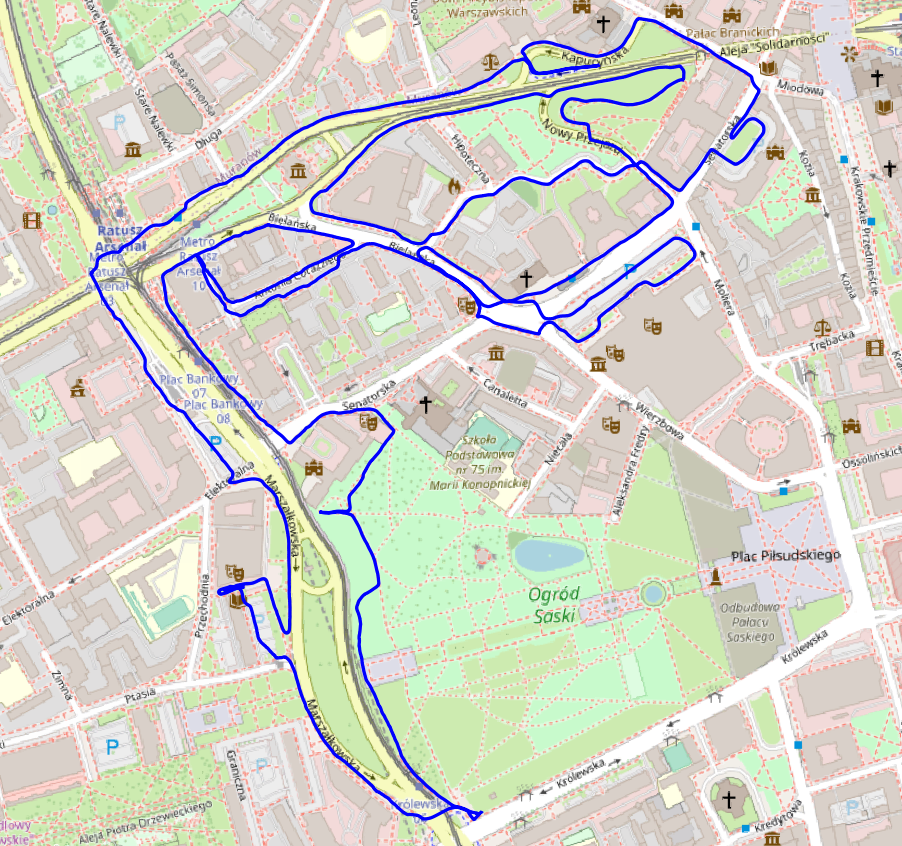 Warszawskich
Pałac Branickich
Aleja "Solidarności"
Kapucyńska
Miodowa
Stare Nalewki
Pasaż Simonsa
Stare Nalewki
Długa
Muranów
Muranów
Hipoteczna
Nowy Przejazd
Senatorska
Kozia
Krakowskie Przedmieście
Ratusz
Arsenał
Metro
Ratusz
Arsenał
03
Metro
Ratusz
Arsenał
10
Bielańska
Bielańska
Antonio Corazziego
Moliera
Kozia
Trębacka
Plac Bankowy
07
Plac Bankowy
08
Senatorska
Canaletta
Wierzbowa
Szkoła
Podstawowa
nr 75 im.
Marii Konopnickiej
Niecała
Aleksandra Fredry
Ossolińskich
Elektoralna
Marszałkowska
Plac Piłsudskiego
Ogród
Saski
Odbudowa
Pałacu
Saskiego
Elektoralna
Przechodnia
Królewska
Zimna
Ptasia
P
Marszałkowska
Graniczna
Królewska
Królewska
Aleja Piotra Drzewieckiego
Kredytowa
P